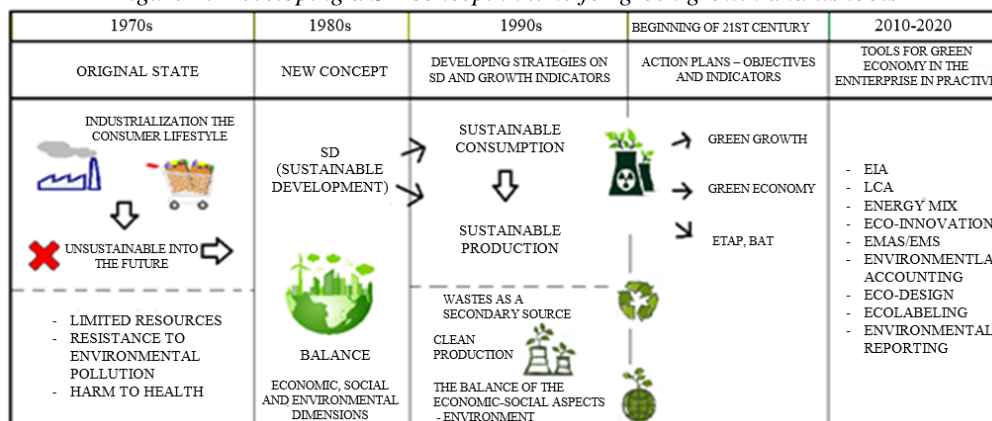 1970s
1980s
1990s
BEGINNING OF 21ST CENTURY
2010-2020
ORIGINAL STATE
NEW CONCEPT
DEVELOPING STRATEGIES ON
SD AND GROWTH INDICATORS
ACTION PLANS – OBJECTIVES
AND INDICATORS
TOOLS FOR GREEN
ECONOMY IN THE
ENNTERPRISE IN PRACTIVE
INDUSTRIALIZATION THE
CONSUMER LIFESTYLE
UNSUSTAINABLE INTO
THE FUTURE
- LIMITED RESOURCES
- RESISTANCE TO
ENVIRONMENTAL
POLLUTION
- HARM TO HEALTH
SD
(SUSTAINABLE
DEVELOPMENT)
BALANCE
ECONOMIC, SOCIAL
AND ENVIRONMENTAL
DIMENSIONS
SUSTAINABLE
CONSUMPTION
SUSTAINABLE
PRODUCTION
WASTES AS A
SECONDARY SOURCE
CLEAN
PRODUCTION
THE BALANCE OF THE
ECONOMIC-SOCIAL ASPECTS
- ENVIRONMENT
GREEN GROWTH
GREEN ECONOMY
ETAP, BAT
- EIA
- LCA
- ENERGY MIX
- ECO-INNOVATION
- EMAS/EMS
- ENVIRONMENTLA
ACCOUNTING
- ECO-DESIGN
- ECOLABELING
- ENVIRONMENTAL
REPORTING